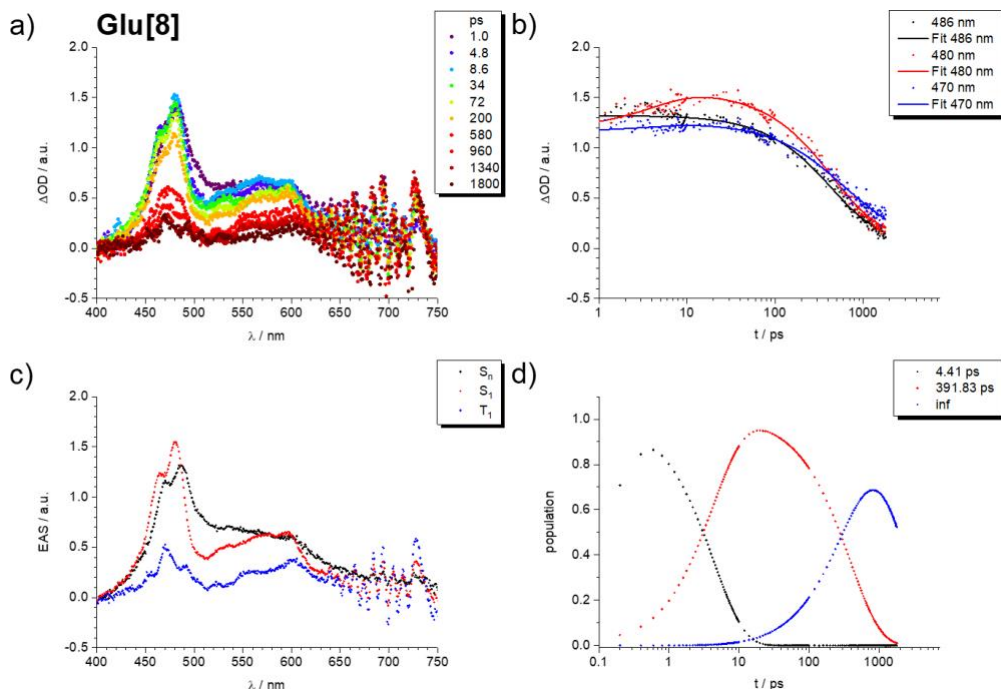 a)
Glu[8]
ps
1.0
4.8
8.6
34
72
200
580
960
1340
1800
2.0
1.5
1.0
0.5
0.0
-0.5
ΔOD / a.u.
400 450 500 550 600 650 700 750
λ / nm
b)
486 nm
Fit 486 nm
480 nm
Fit 480 nm
470 nm
Fit 470 nm
2.0
1.5
1.0
0.5
0.0
-0.5
ΔOD / a.u.
1 10 100 1000
t / ps
c)
Sn
S1
T1
2.0
1.5
1.0
0.5
0.0
-0.5
EAS / a.u.
400 450 500 550 600 650 700 750
λ / nm
d)
4.41 ps
391.83 ps
inf
1.0
0.8
0.6
0.4
0.2
0.0
population
0.1 1 10 100 1000
t / ps